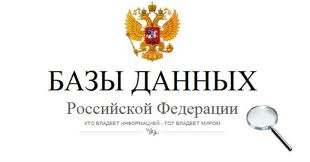 БАЗЫ ДАННЫХ
Российской Федерации
КТО ВЛАДЕЕТ ИНФОРМАЦИЕЙ - ТОТ ВЛАДЕЕТ МИРОМ